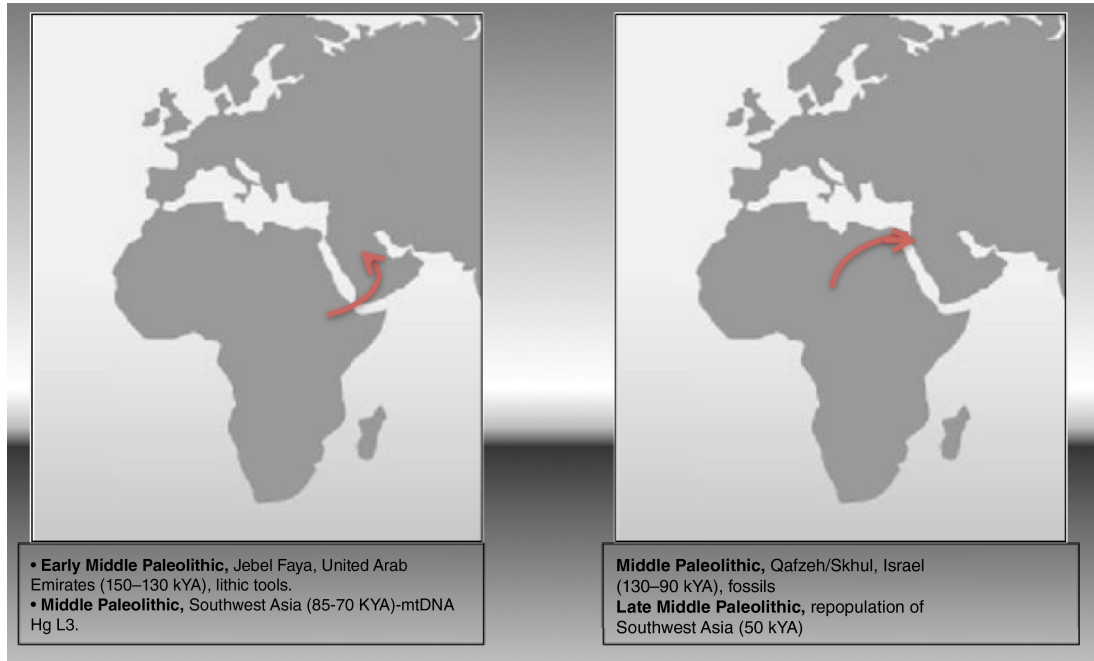 • Early Middle Paleolithic, Jebel Faya, United Arab
Emirates (150–130 kYA), lithic tools.
• Middle Paleolithic, Southwest Asia (85-70 KYA)-mtDNA
Hg L3.
Middle Paleolithic, Qafzeh/Skhul, Israel
(130–90 kYA), fossils
Late Middle Paleolithic, repopulation of
Southwest Asia (50 kYA)